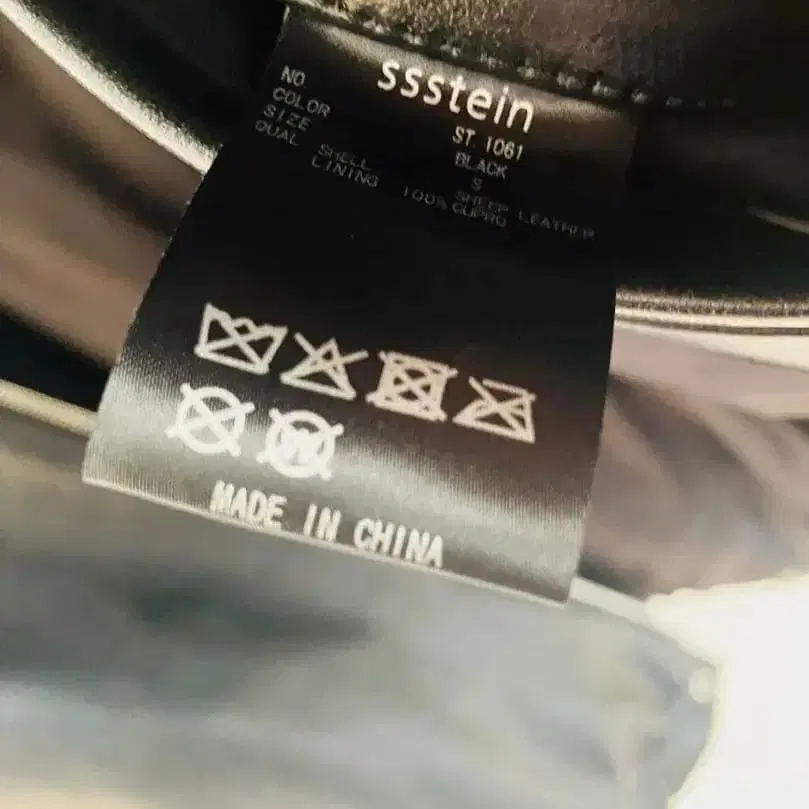 ssstein
NO ST 1061
COLOR BLACK
SIZE S
QUAL SHELL SHEEP LEATHER
LINING 100% CUPRO
W
MADE IN CHINA